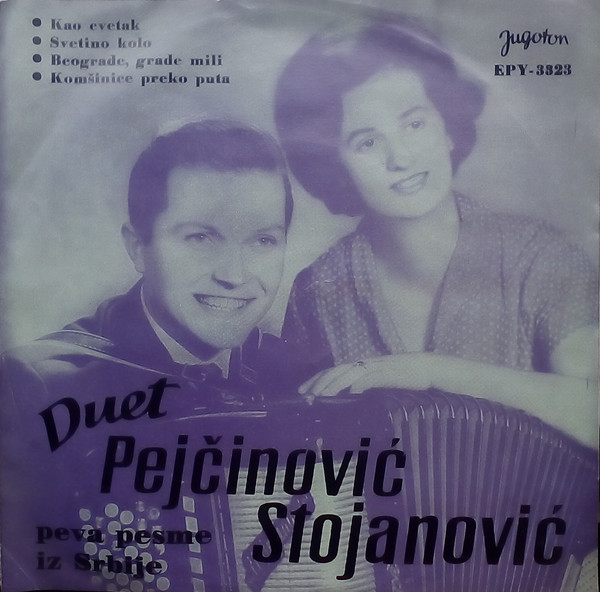 Kao cvetak
Svetino kolo
Beograde, grade mili
Komšinice preko puta
Jugoton
EPY-3323
Duet
Pejčinović
Stojanović
peva pesme
iz Srbije